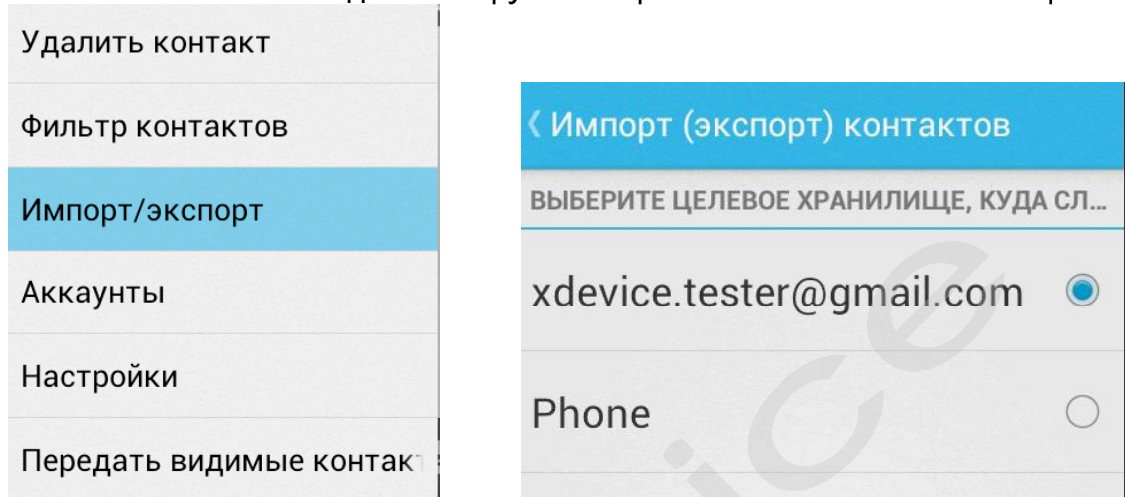 Удалить контакт
Фильтр контактов
Импорт/экспорт
Аккаунты
Настройки
Передать видимые контакт
Импорт (экспорт) контактов
ВЫБЕРИТЕ ЦЕЛЕВОЕ ХРАНИЛИЩЕ, КУДА СЛ...
xdevice.tester@gmail.com
Phone